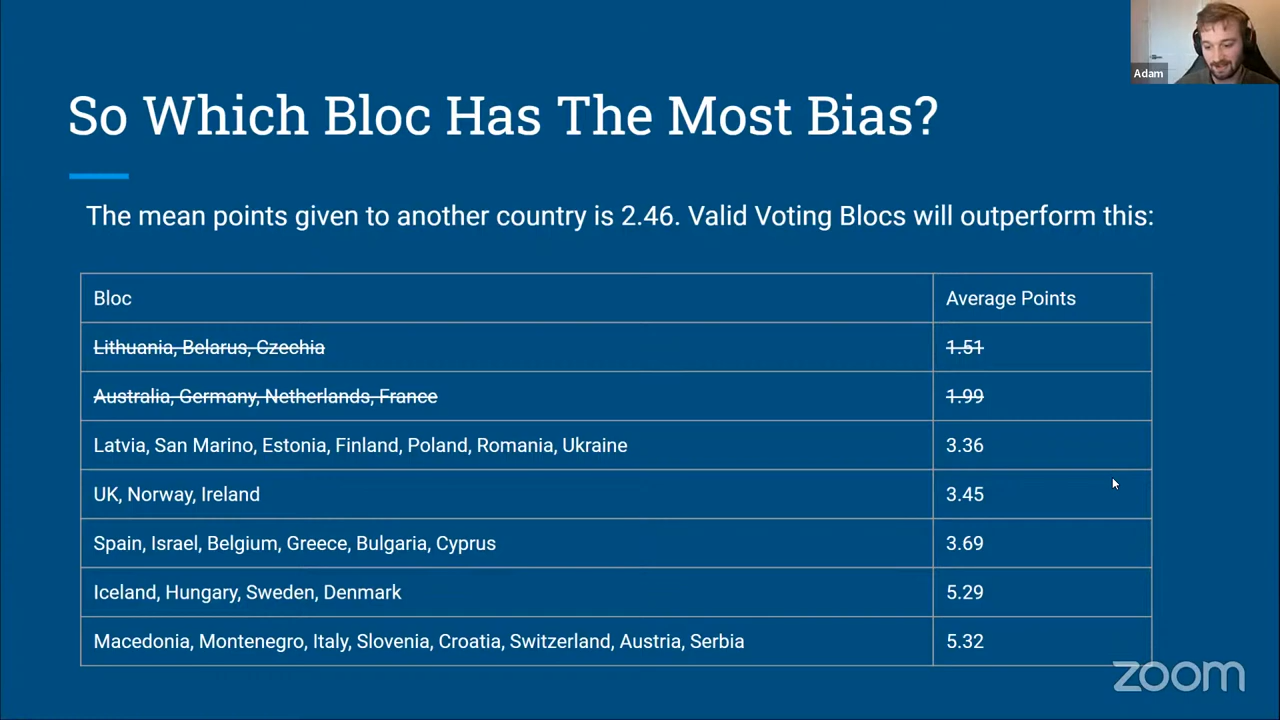 Adam
So Which Bloc Has The Most Bias?
The mean points given to another country is 2.46. Valid Voting Blocs will outperform this:
Bloc Average Points
Lithuania, Belarus, Czechia 1.51
Australia, Germany, Netherlands, France 1.99
Latvia, San Marino, Estonia, Finland, Poland, Romania, Ukraine 3.36
UK, Norway, Ireland 3.45
Spain, Israel, Belgium, Greece, Bulgaria, Cyprus 3.69
Iceland, Hungary, Sweden, Denmark 5.29
Macedonia, Montenegro, Italy, Slovenia, Croatia, Switzerland, Austria, Serbia 5.32
zoom